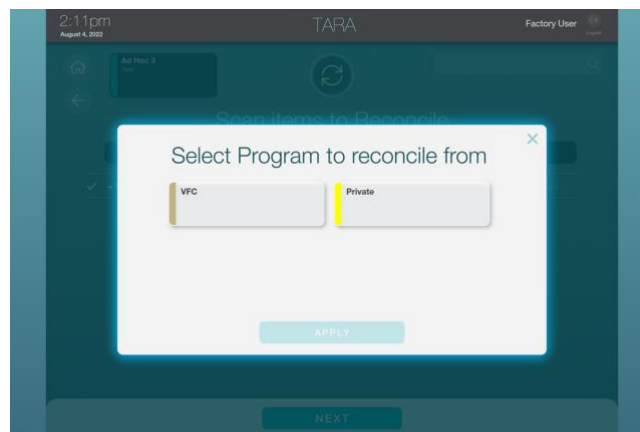 2:11pm
August 4, 2022
TARA
Factory User
Logout
Ad Hoc 3
Scan items to Reconcile
Select Program to reconcile from
VFC
Private
APPLY
NEXT